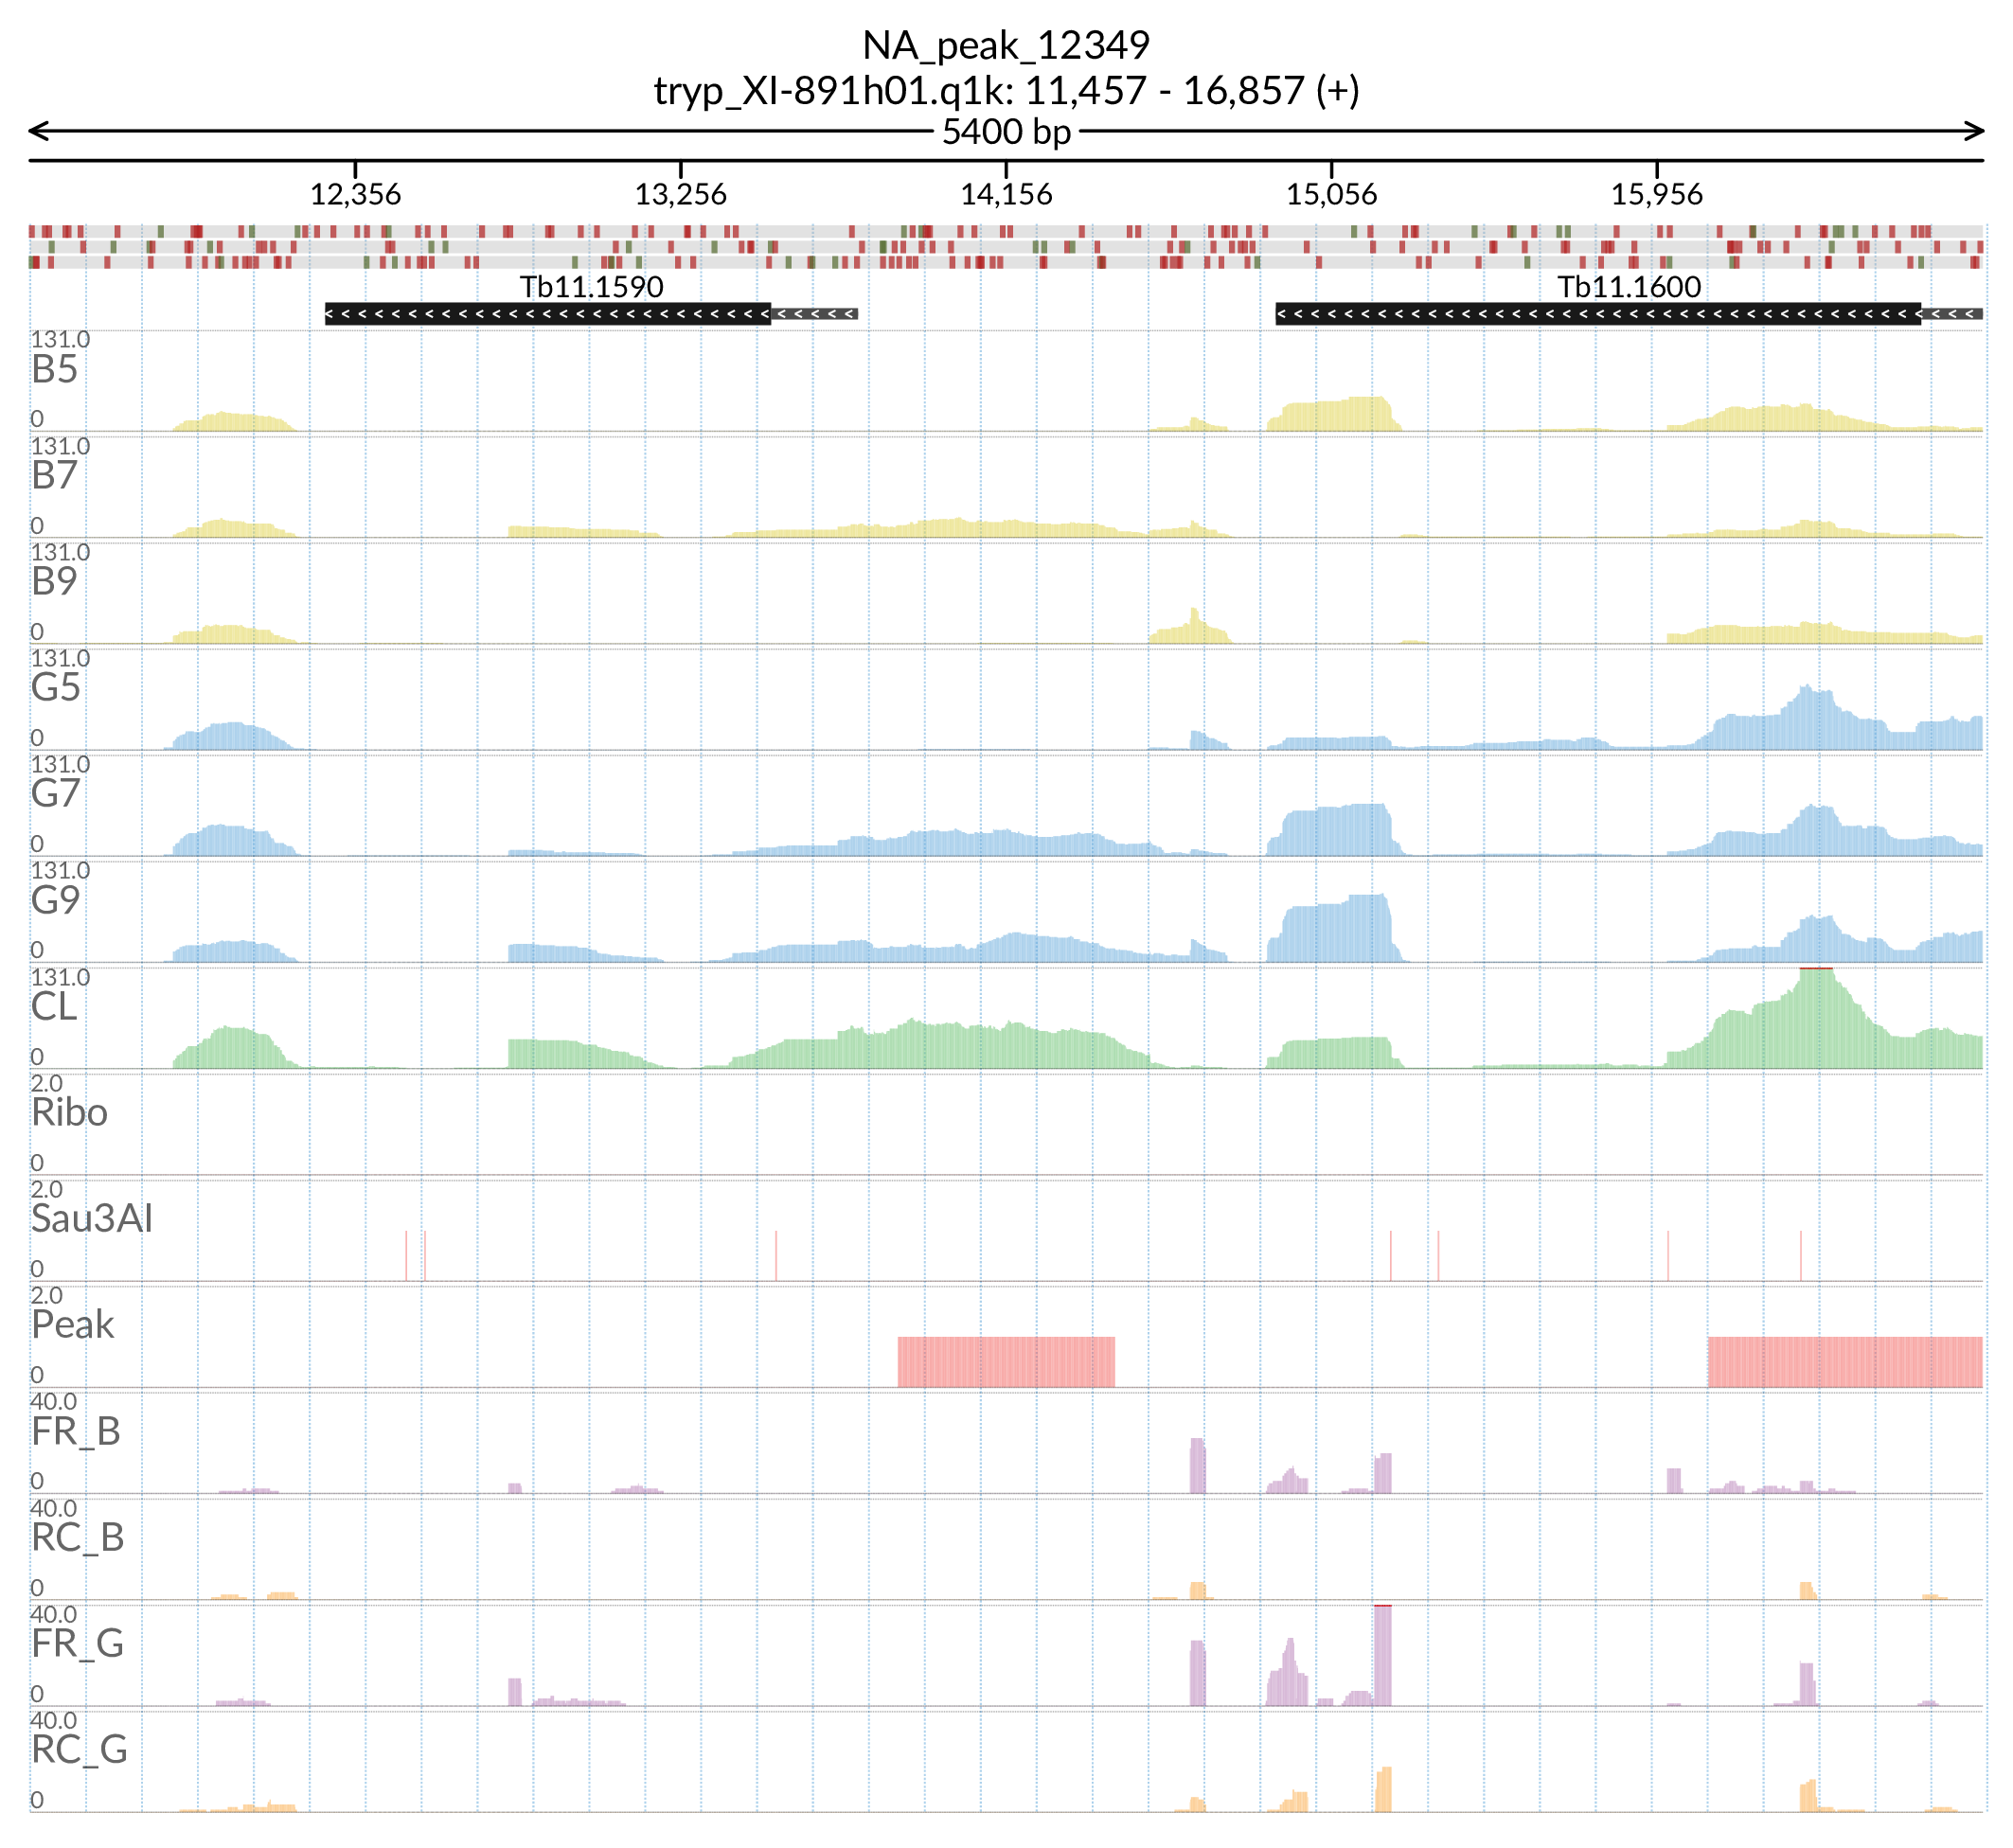 NA_peak_12349
tryp_XI-891h01.q1k: 11,457 - 16,857 (+)
5400 bp
12,356 13,256 14,156 15,056 15,956
Tb11.1590 Tb11.1600
131.0
B5
0
131.0
B7
0
131.0
B9
0
131.0
G5
0
131.0
G7
0
131.0
G9
0
131.0
CL
0
2.0
Ribo
0
2.0
Sau3AI
0
2.0
Peak
0
40.0
FR_B
0
40.0
RC_B
0
40.0
FR_G
0
40.0
RC_G
0